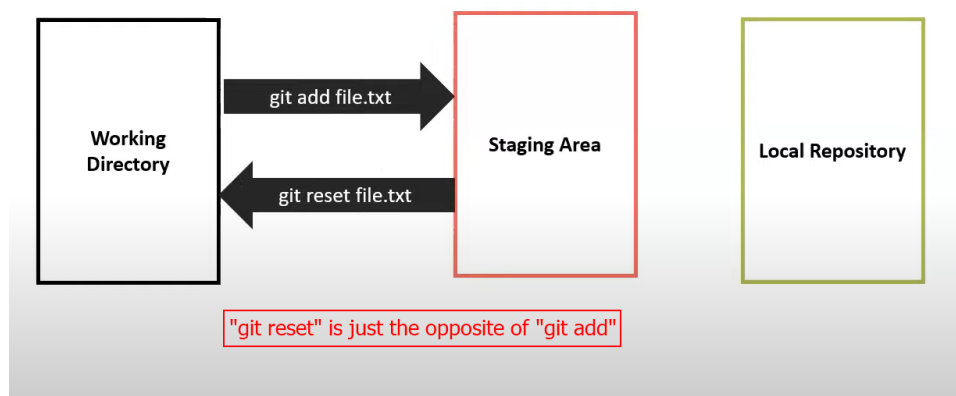 git add file.txt
Working
Directory
Staging Area
Local Repository
git reset file.txt
"git reset" is just the opposite of "git add"